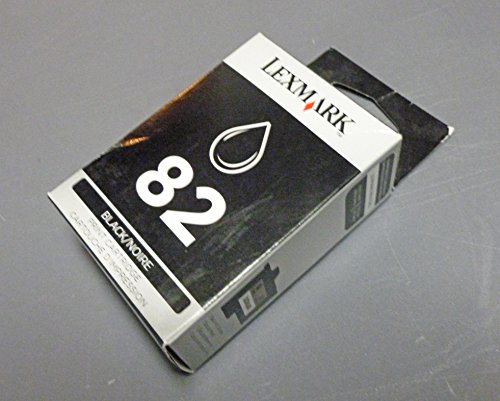 LEXMARK
82
BLACK/NOIRE
PRINT CARTRIDGE
CARTOUCHE D'IMPRESSION